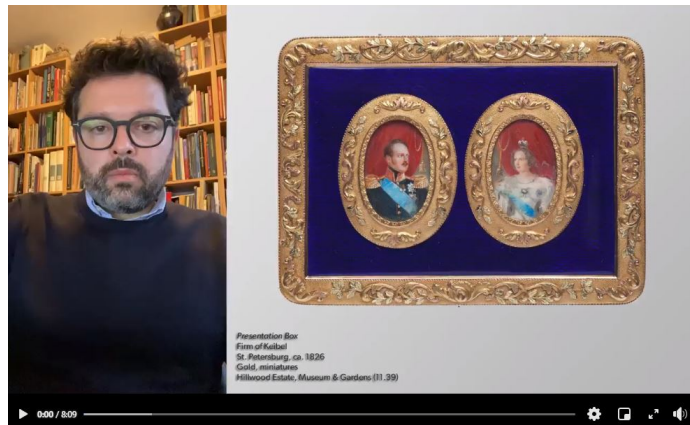 Presentation Box
Firm of Keibel
St. Petersburg, ca. 1826
Gold, miniatures
Hillwood Estate, Museum & Gardens (11.39)
0:00 / 8:09